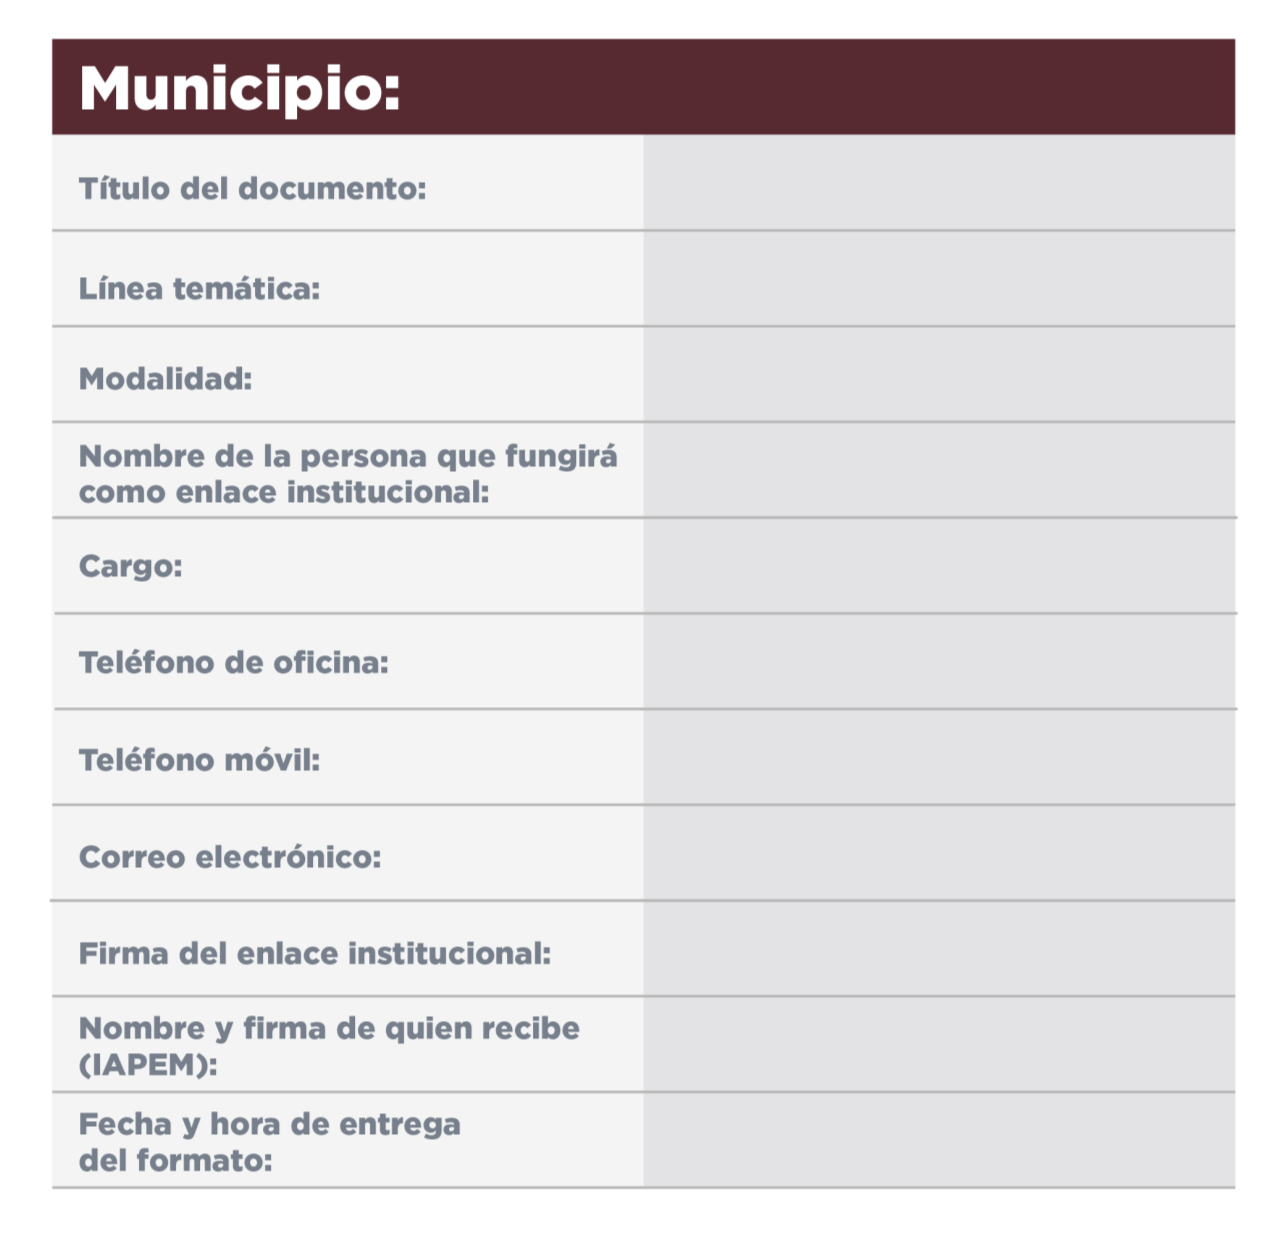 Municipio:
Título del documento:
Línea temática:
Modalidad:
Nombre de la persona que fungirá
como enlace institucional:
Cargo:
Teléfono de oficina:
Teléfono móvil:
Correo electrónico:
Firma del enlace institucional:
Nombre y firma de quien recibe
(IAPEM):
Fecha y hora de entrega
del formato: